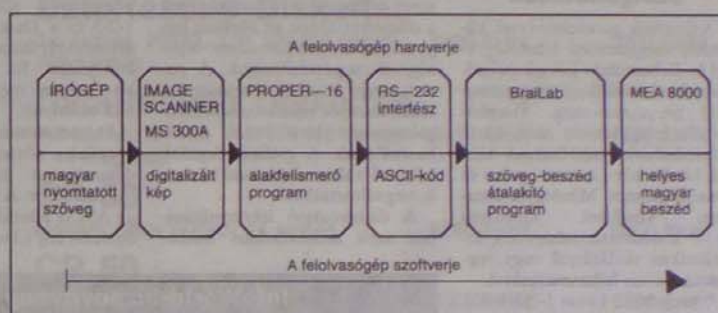 A felolvasógép hardverje
ÍRÓGÉP
magyar
nyomtatott
szöveg
IMAGE
SCANNER
MS 300A
digitalizált
kép
PROPER—16
alakfelismerő
program
RS—232
interfész
ASCII-kód
BraiLab
szöveg-beszéd
átalakító
program
MEA 8000
helyes
magyar
beszéd
A felolvasógép szoftverje